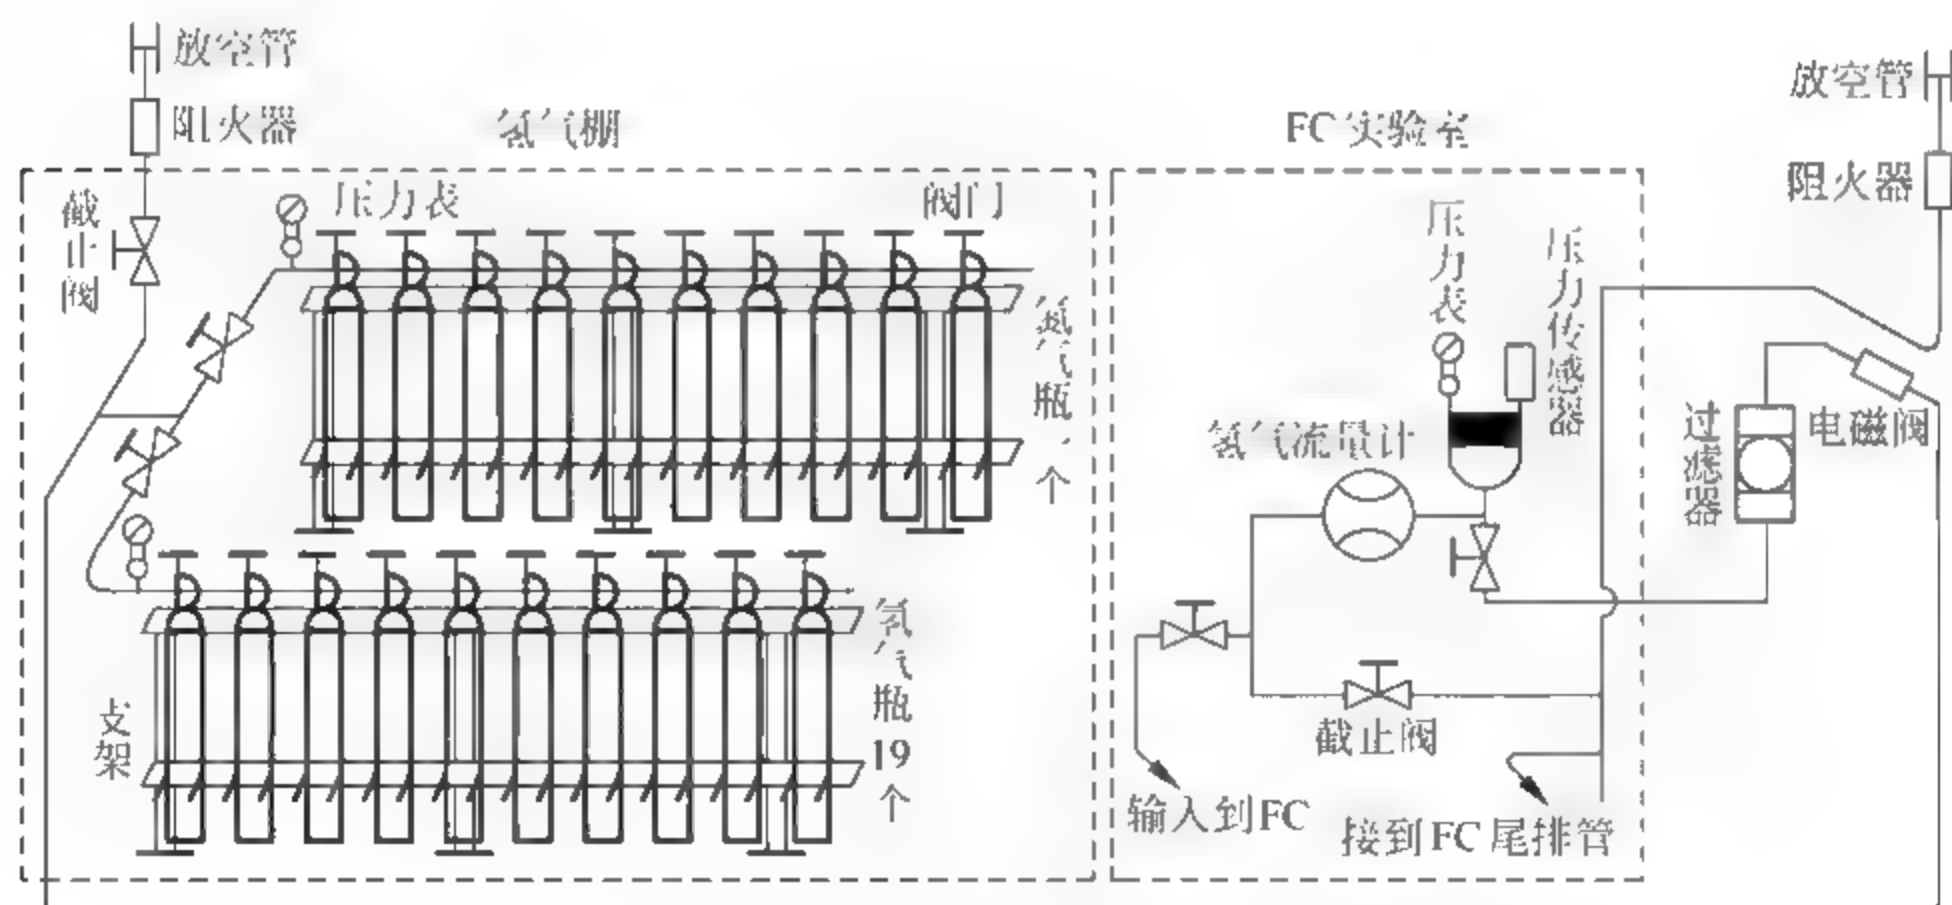 放空管
阻火器
氢气棚
FC实验室
放空管
阻火器
截止阀
压力表
阀门
氮气瓶 个
压力表
压力传感器
氢气流量计
过滤器
电磁阀
氢气瓶19个
支架
截止阀
输入到FC
接到FC尾排管